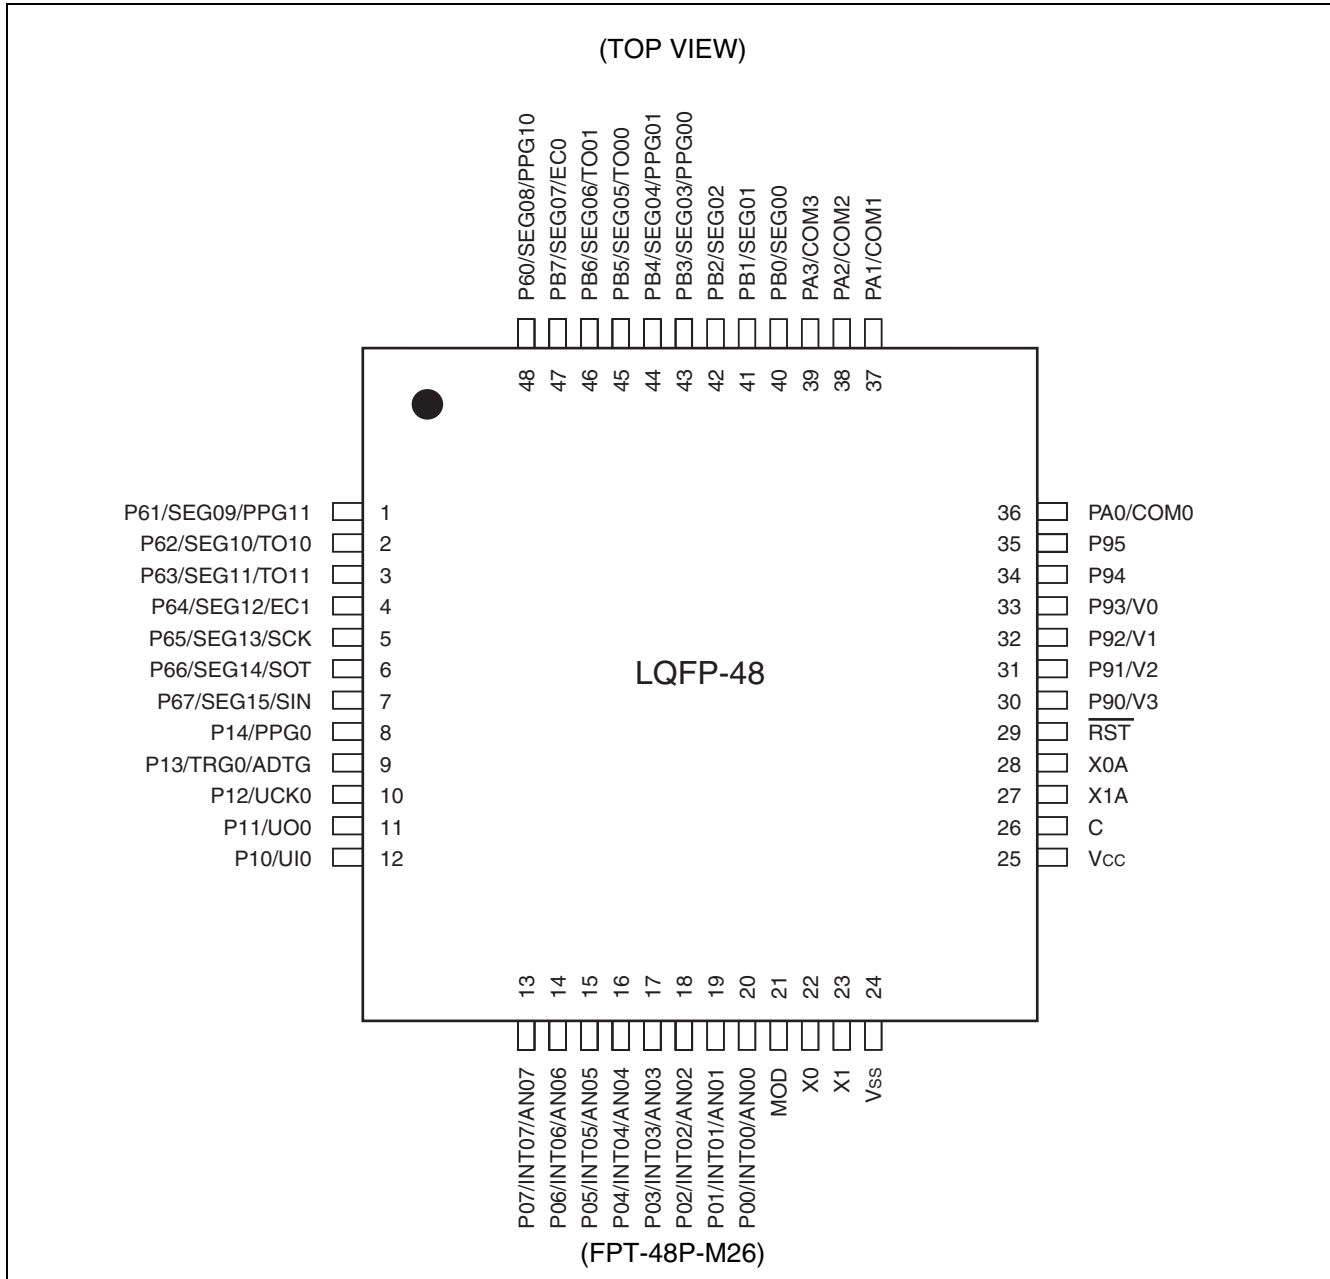 (TOP VIEW)
P60/SEG08/PPG10
PB7/SEG07/EC0
PB6/SEG06/TO01
PB5/SEG05/TO00
PB4/SEG04/PPG01
PB3/SEG03/PPG00
PB2/SEG02
PB1/SEG01
PB0/SEG00
PA3/COM3
PA2/COM2
PA1/COM1
48 47 46 45 44 43 42 41 40 39 38 37
P61/SEG09/PPG11 1 36 PA0/COM0
P62/SEG10/TO10 2 35 P95
P63/SEG11/TO11 3 34 P94
P64/SEG12/EC1 4 33 P93/V0
P65/SEG13/SCK 5 32 P92/V1
P66/SEG14/SOT 6 LQFP-48 31 P91/V2
P67/SEG15/SIN 7 30 P90/V3
P14/PPG0 8 29 RST
P13/TRG0/ADTG 9 28 X0A
P12/UCK0 10 27 X1A
P11/UO0 11 26 C
P10/UI0 12 25 Vcc
13 14 15 16 17 18 19 20 21 22 23 24
P07/INT07/AN07
P06/INT06/AN06
P05/INT05/AN05
P04/INT04/AN04
P03/INT03/AN03
P02/INT02/AN02
P01/INT01/AN01
P00/INT00/AN00
MOD
X0
X1
Vss
(FPT-48P-M26)